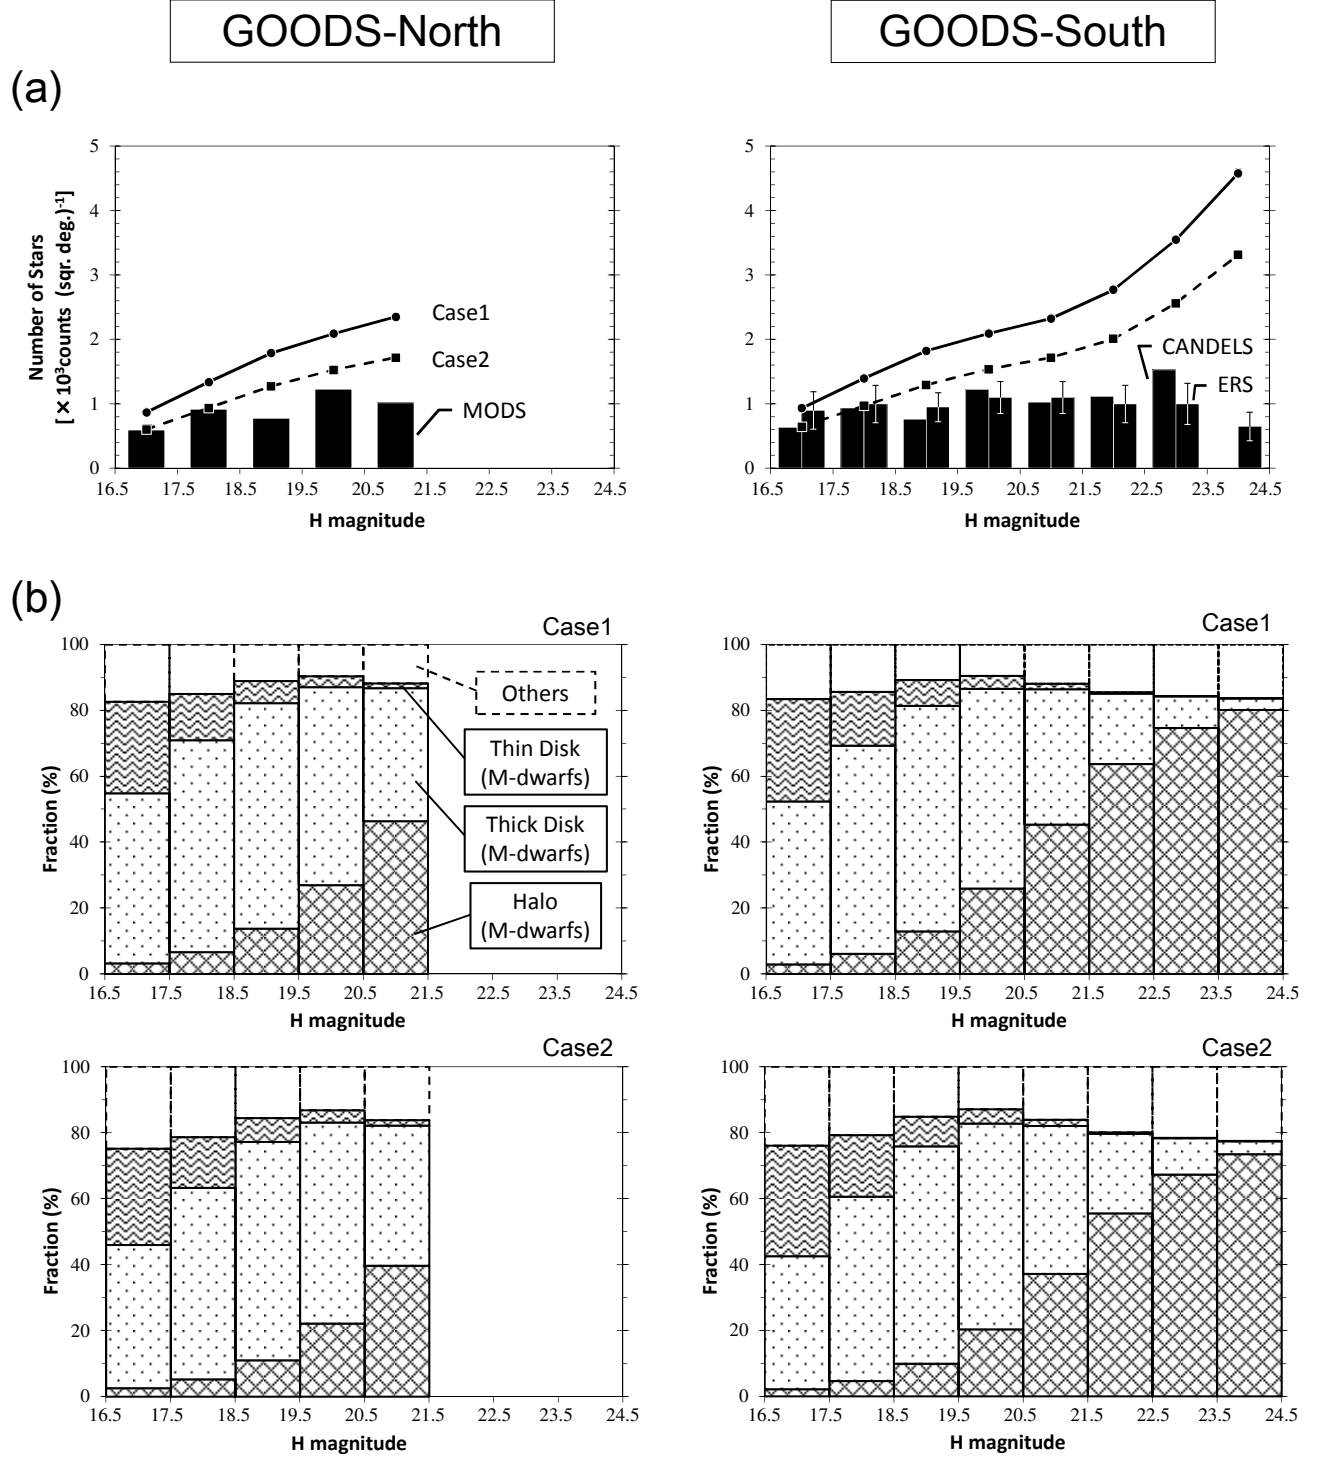 GOODS-North
GOODS-South
(a)
Number of Stars
[×10³counts (sqr. deg.)⁻¹]
5
4
3
2
1
0
16.5 17.5 18.5 19.5 20.5 21.5 22.5 23.5 24.5
H magnitude
Case1
Case2
MODS
5
4
3
2
1
0
16.5 17.5 18.5 19.5 20.5 21.5 22.5 23.5 24.5
H magnitude
CANDELS
ERS
(b)
Case1
Fraction (%)
100
80
60
40
20
0
16.5 17.5 18.5 19.5 20.5 21.5 22.5 23.5 24.5
H magnitude
Others
Thin Disk
(M-dwarfs)
Thick Disk
(M-dwarfs)
Halo
(M-dwarfs)
Case1
Fraction (%)
100
80
60
40
20
0
16.5 17.5 18.5 19.5 20.5 21.5 22.5 23.5 24.5
H magnitude
Case2
Fraction (%)
100
80
60
40
20
0
16.5 17.5 18.5 19.5 20.5 21.5 22.5 23.5 24.5
H magnitude
Case2
Fraction (%)
100
80
60
40
20
0
16.5 17.5 18.5 19.5 20.5 21.5 22.5 23.5 24.5
H magnitude